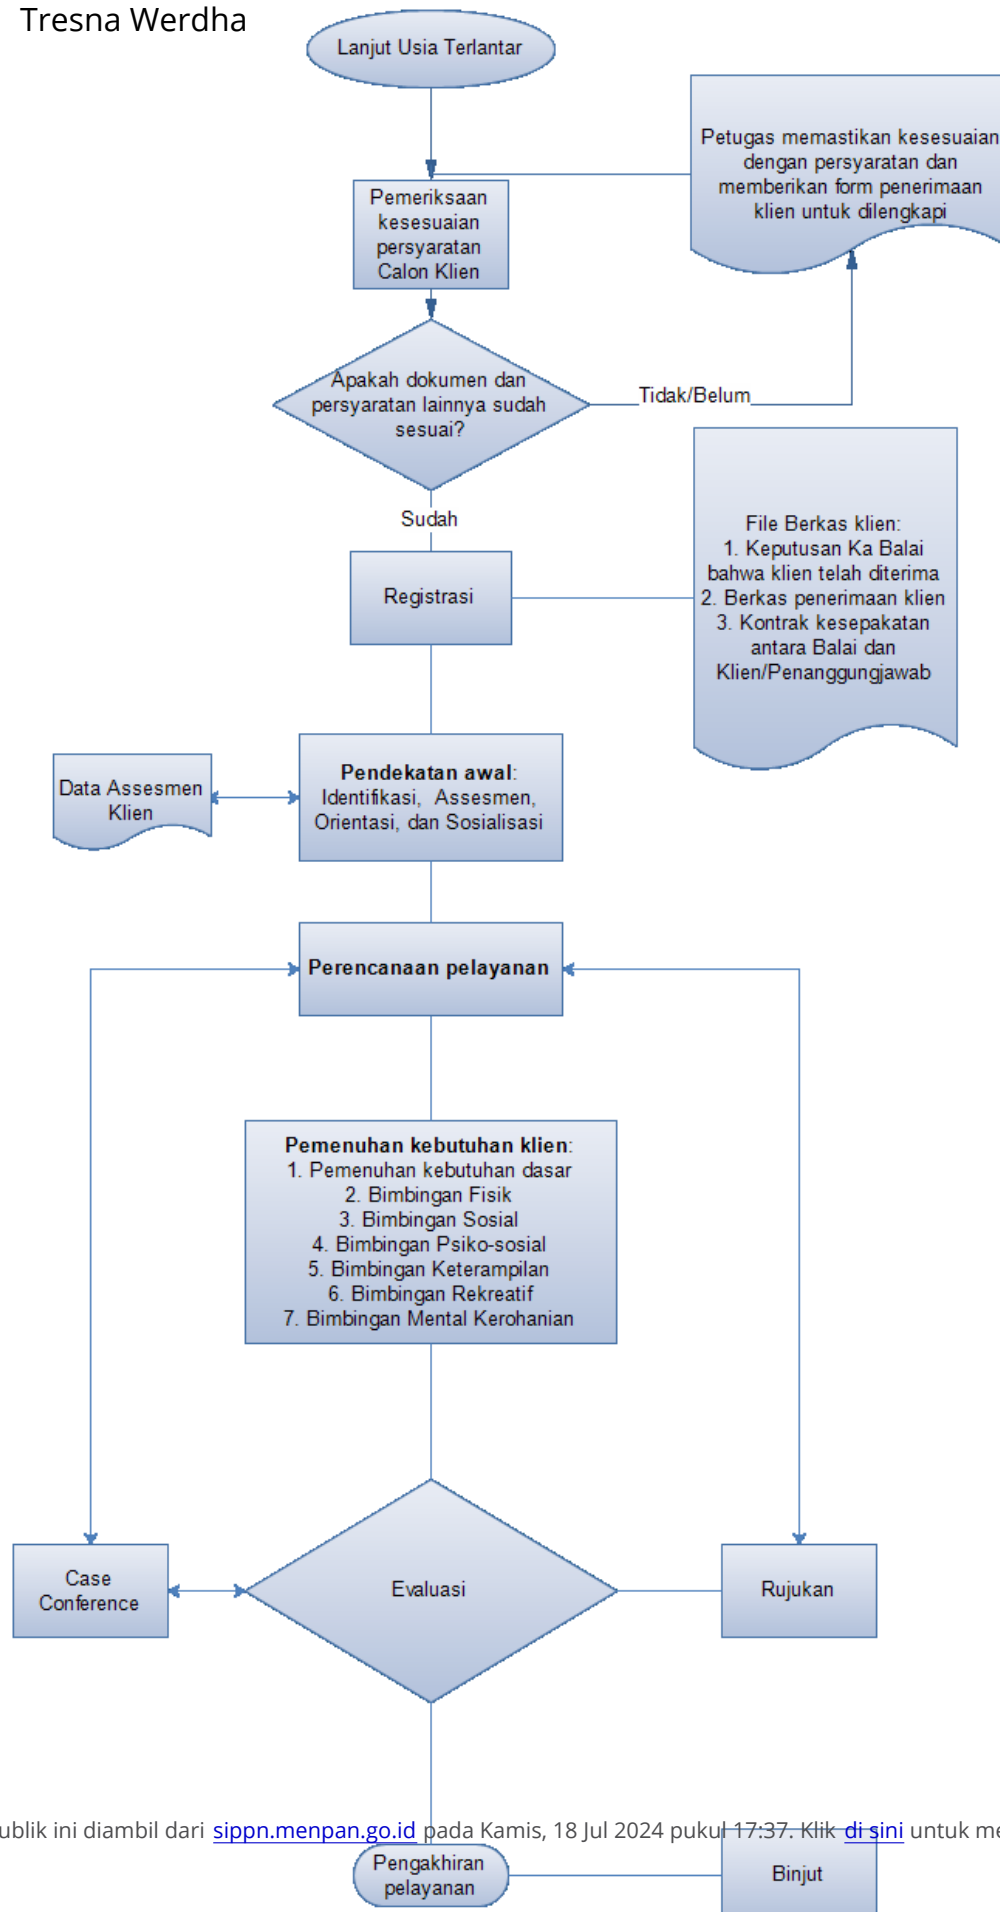 Tresna Werdha
Lanjut Usia Terlantar
Petugas memastikan kesesuaian
dengan persyaratan dan
memberikan form penerimaan
klien untuk dilengkapi
Pemeriksaan
kesesuaian
persyaratan
Calon Klien
Apakah dokumen dan
persyaratan lainnya sudah
sesuai?
Tidak/Belum
Sudah
Registrasi
File Berkas klien:
1. Keputusan Ka Balai
bahwa klien telah diterima
2. Berkas penerimaan klien
3. Kontrak kesepakatan
antara Balai dan
Klien/Penanggungjawab
Data Assesmen
Klien
Pendekatan awal:
Identifikasi, Assesmen,
Orientasi, dan Sosialisasi
Perencanaan pelayanan
Pemenuhan kebutuhan klien:
1. Pemenuhan kebutuhan dasar
2. Bimbingan Fisik
3. Bimbingan Sosial
4. Bimbingan Psiko-sosial
5. Bimbingan Keterampilan
6. Bimbingan Rekreatif
7. Bimbingan Mental Kerohanian
Case
Conference
Evaluasi
Rujukan
ublik ini diambil dari sippn.menpan.go.id pada Kamis, 18 Jul 2024 pukul 17:37. Klik di sini untuk me
Pengakhiran
pelayanan
Binjut